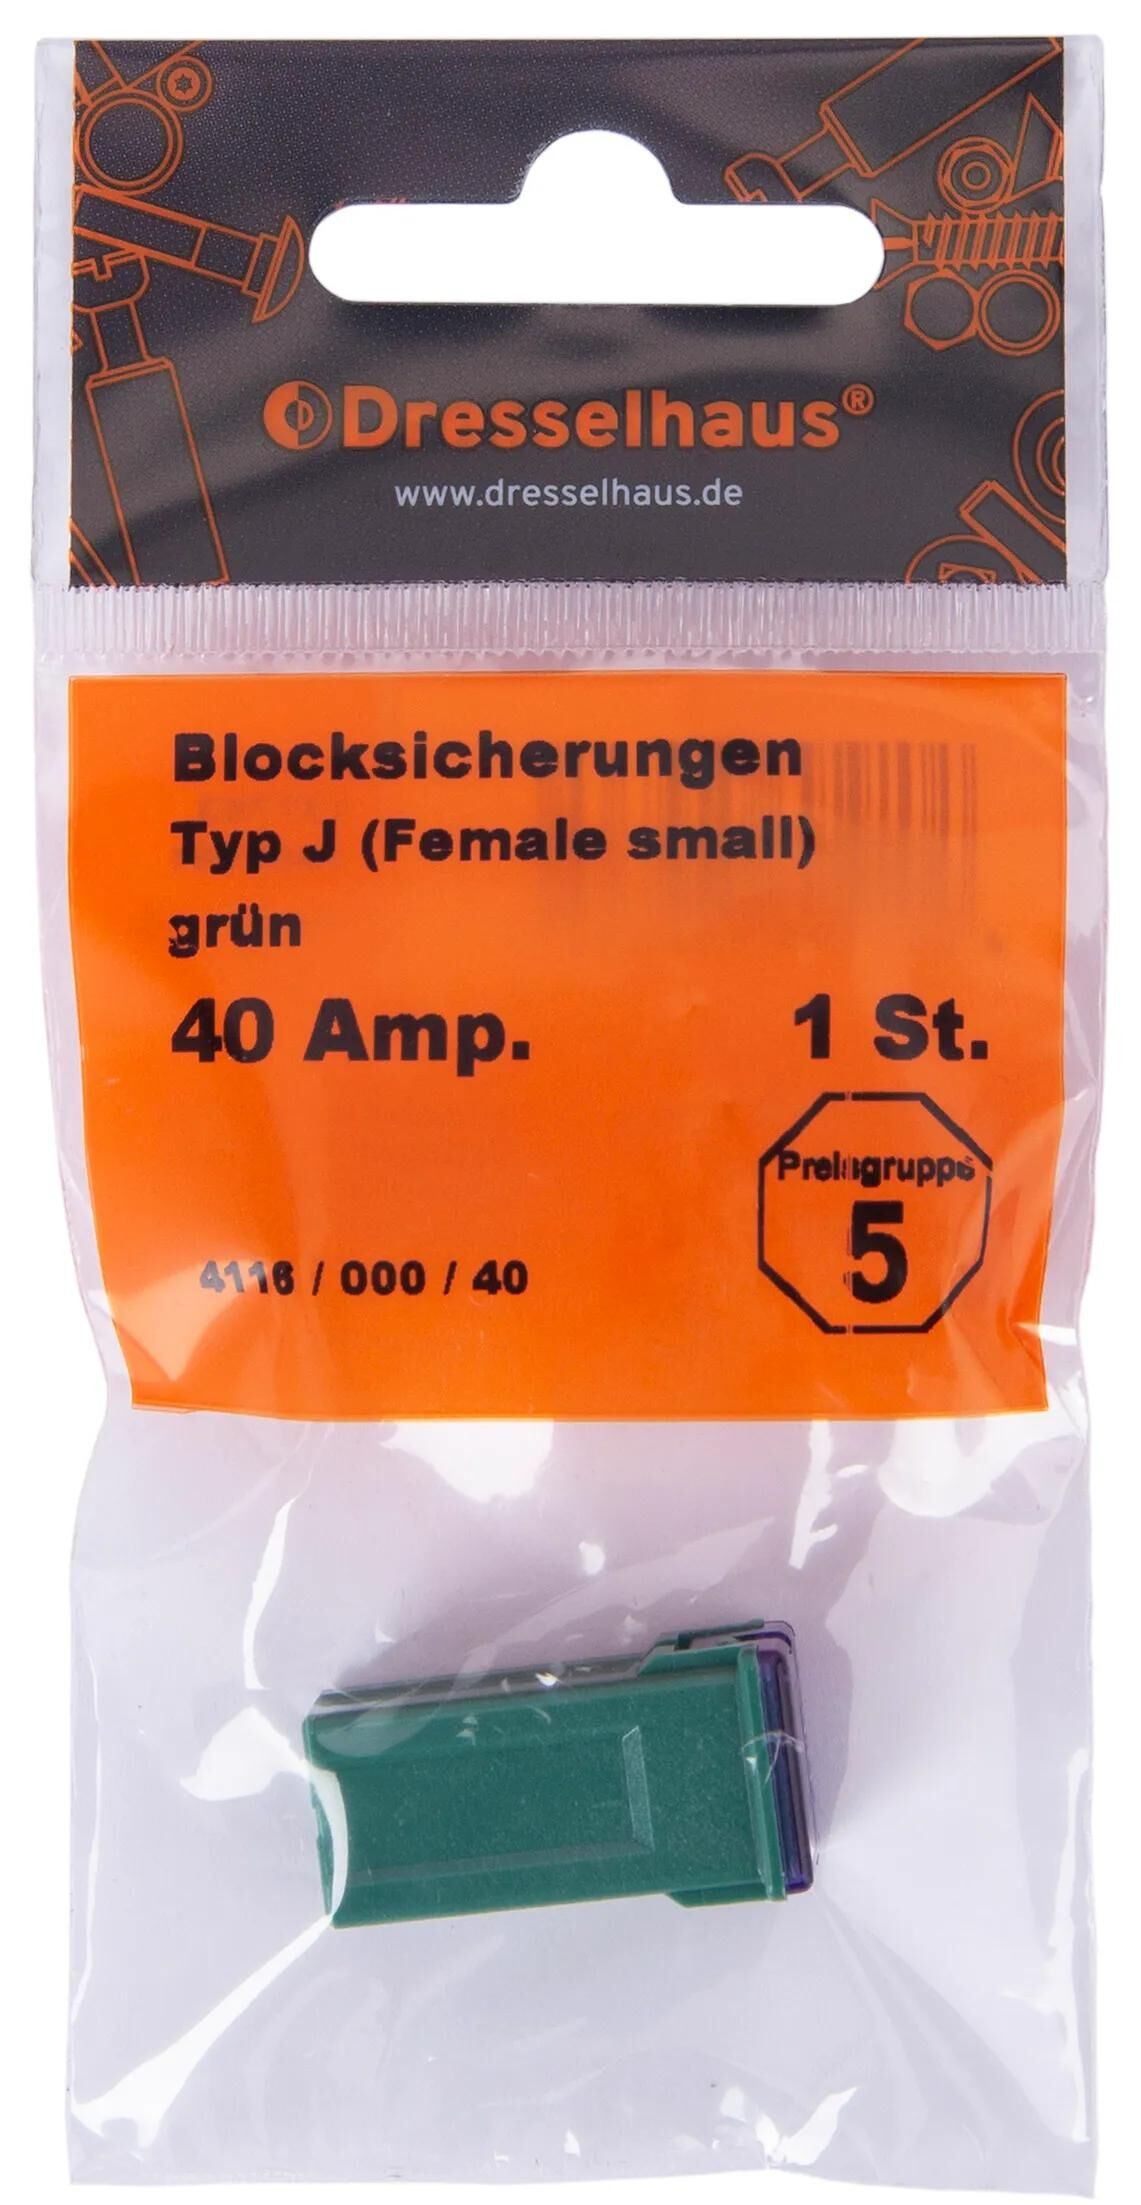 Dresselhaus®
www.dresselhaus.de
Blocksicherungen
Typ J (Female small)
grün
40 Amp. 1 St.
Preisgruppe
5
4116 / 000 / 40